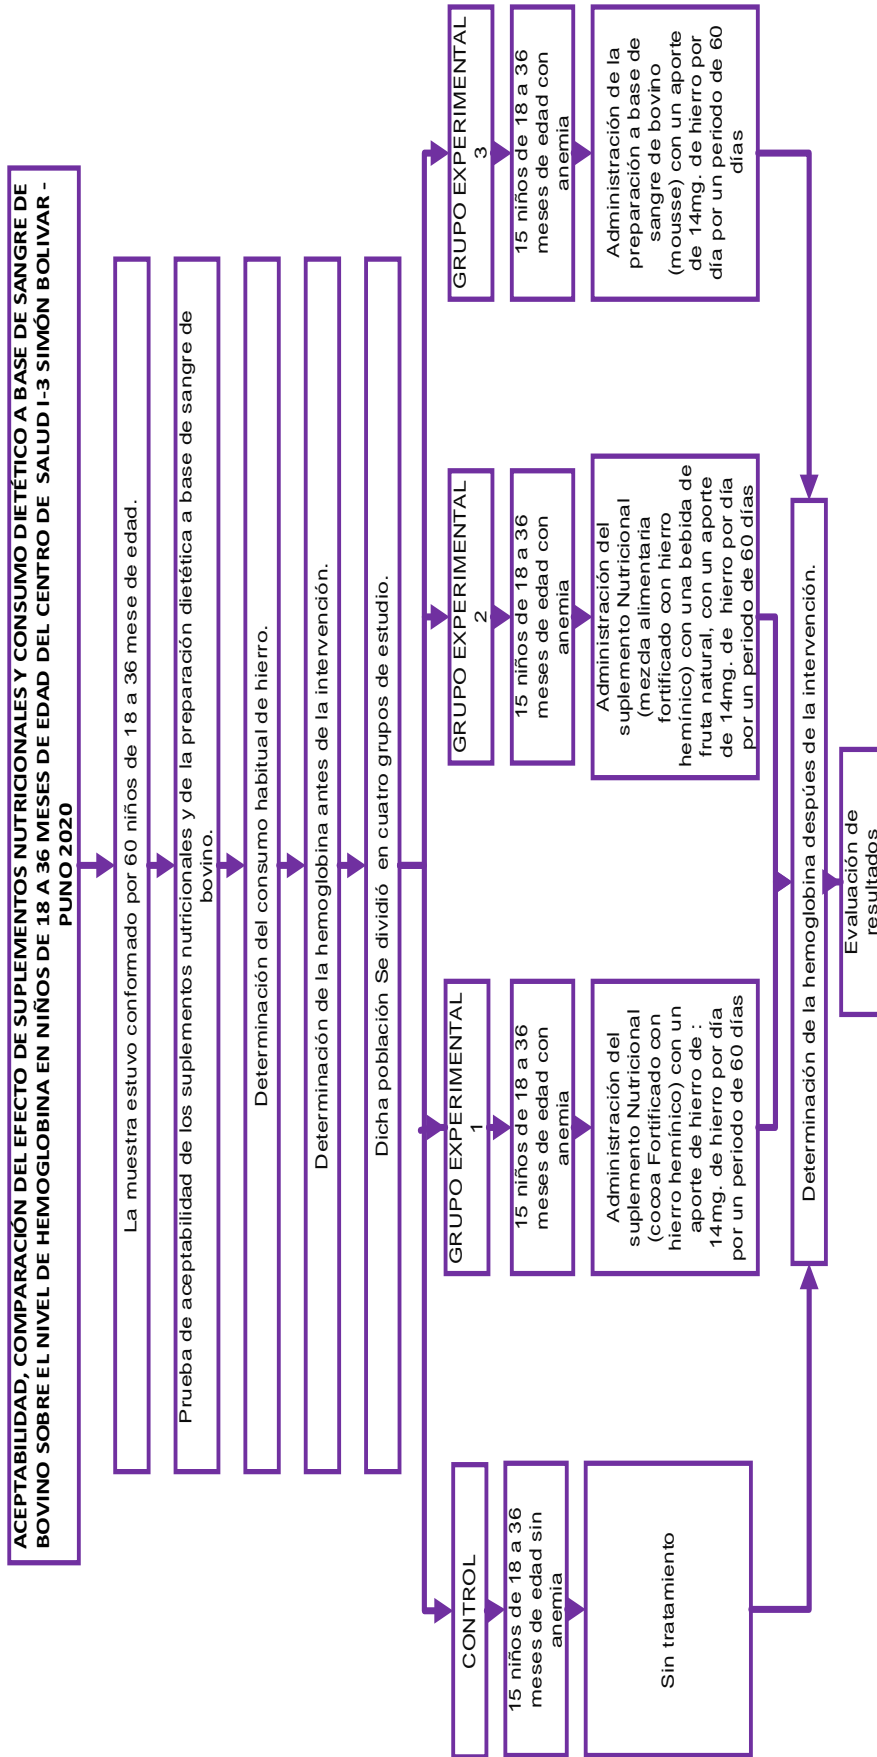 ACEPTABILIDAD, COMPARACIÓN DEL EFECTO DE SUPLEMENTOS NUTRICIONALES Y CONSUMO DIETÉTICO A BASE DE SANGRE DE
BOVINO SOBRE EL NIVEL DE HEMOGLOBINA EN NIÑOS DE 18 A 36 MESES DE EDAD DEL CENTRO DE SALUD I-3 SIMÓN BOLIVAR -
PUNO 2020
La muestra estuvo conformado por 60 niños de 18 a 36 mese de edad.
Prueba de aceptabilidad de los suplementos nutricionales y de la preparación dietética a base de sangre de
bovino.
Determinación del consumo habitual de hierro.
Determinación de la hemoglobina antes de la intervención.
Dicha población Se dividió en cuatro grupos de estudio.
CONTROL
15 niños de 18 a 36
meses de edad sin
anemia
Sin tratamiento
GRUPO EXPERIMENTAL
1
15 niños de 18 a 36
meses de edad con
anemia
Administración del
suplemento Nutricional
(cocoa Fortificado con
hierro hemínico) con un
aporte de hierro de :
14mg. de hierro por día
por un periodo de 60 días
GRUPO EXPERIMENTAL
2
15 niños de 18 a 36
meses de edad con
anemia
Administración del
suplemento Nutricional
(mezcla alimentaria
fortificado con hierro
hemínico) con una bebida de
fruta natural, con un aporte
de 14mg. de hierro por día
por un periodo de 60 días
GRUPO EXPERIMENTAL
3
15 niños de 18 a 36
meses de edad con
anemia
Administración de la
preparación a base de
sangre de bovino
(mousse) con un aporte
de 14mg. de hierro por
día por un periodo de 60
días
Determinación de la hemoglobina despúes de la intervención.
Evaluación de
resultados